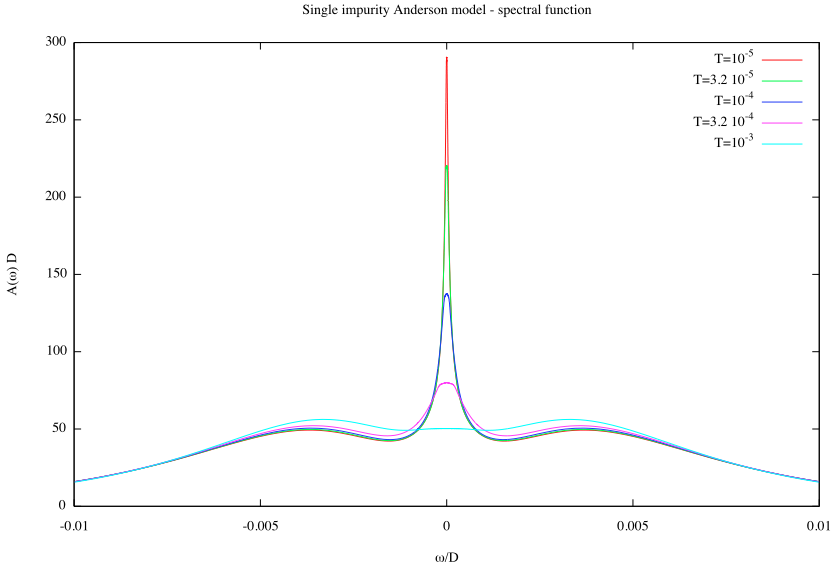 Single impurity Anderson model - spectral function
300
250
200
150
100
50
0
A(ω) D
T=10^-5
T=3.2 10^-5
T=10^-4
T=3.2 10^-4
T=10^-3
-0.01 -0.005 0 0.005 0.01
ω/D